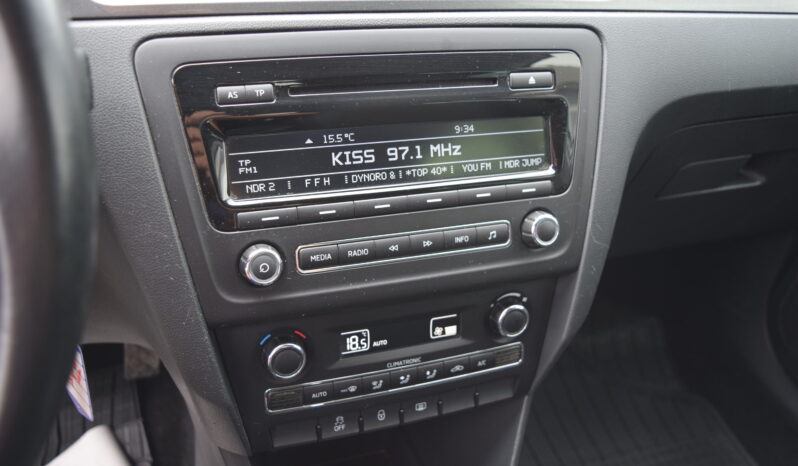 AS TP
15.5°C 9:34
TP
FM1
KISS 97.1 MHz
NDR 2 F F H DYNORO & *TOP 40* YOU FM MDR JUMP
MEDIA RADIO INFO
18.5 AUTO
CLIMATRONIC
AUTO A/C
OFF